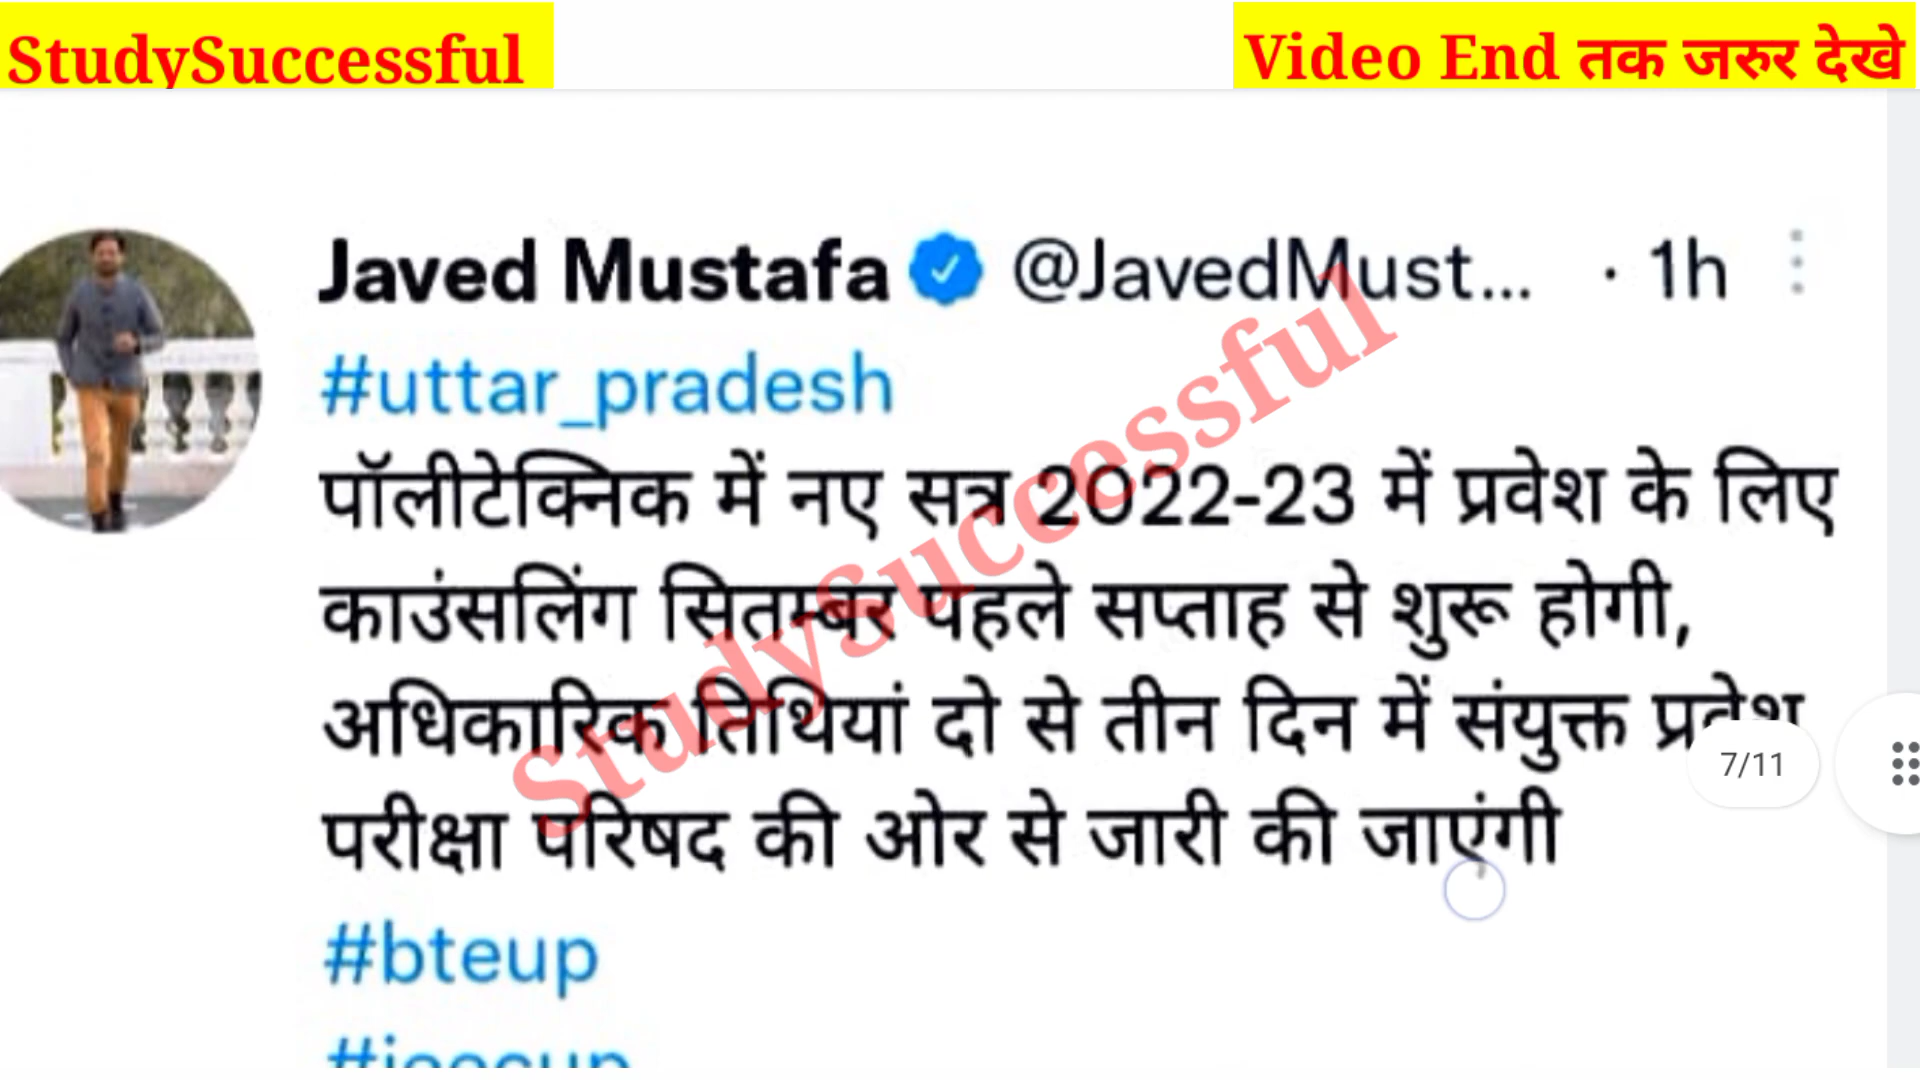 StudySuccessful
Video End तक जरुर देखे
Javed Mustafa @JavedMust... · 1h
#uttar_pradesh
पॉलीटेक्निक में नए सत्र 2022-23 में प्रवेश के लिए
काउंसलिंग सितम्बर पहले सप्ताह से शुरू होगी,
अधिकारिक तिथियां दो से तीन दिन में संयुक्त प्रवेश
परीक्षा परिषद की ओर से जारी की जाएंगी
7/11
#bteup
#jeecup
StudySuccessful